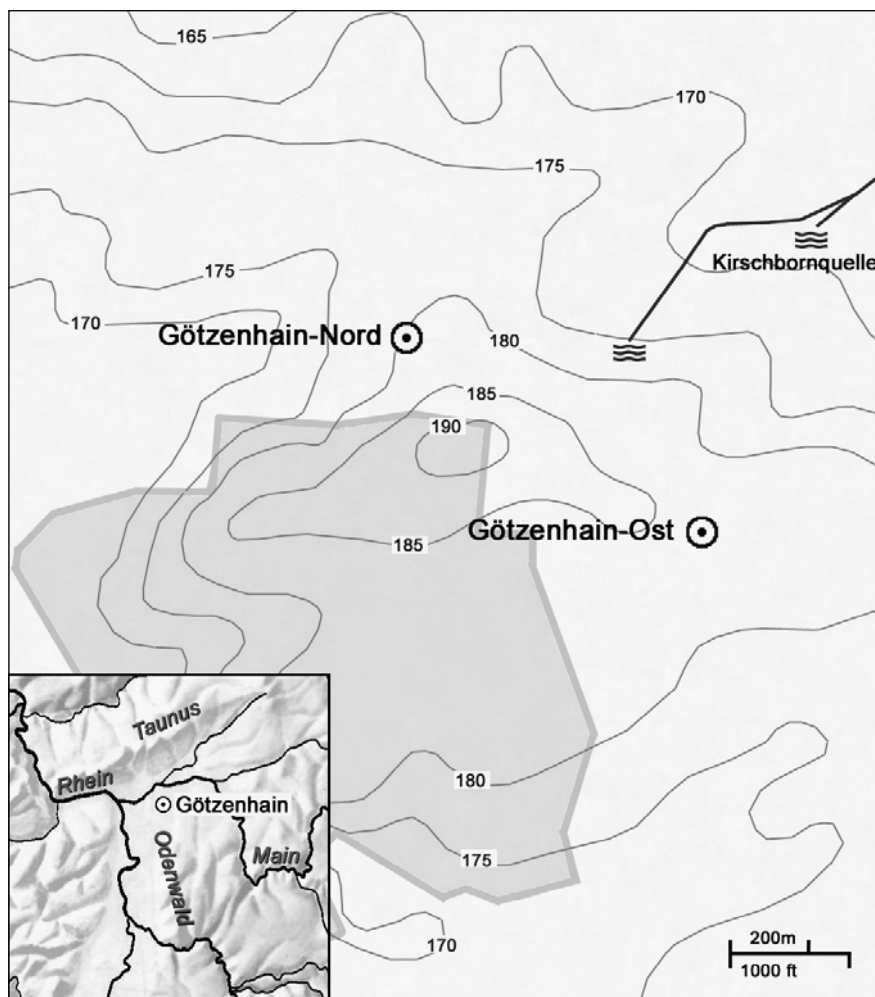 165
170
175
Kirschbornquelle
175
170
Götzenhain-Nord
180
185
190
Götzenhain-Ost
185
Taunus
Rhein
Götzenhain
Odenwald
Main
180
175
170
200m
1000 ft